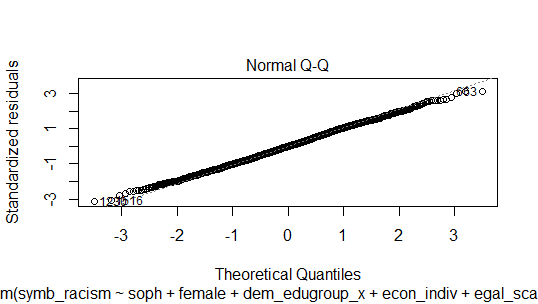 Normal Q-Q
Standardized residuals
3
1
-1
-3
-3
-2
-1
0
1
2
3
Theoretical Quantiles
m(symb_racism ~ soph + female + dem_edugroup_x + econ_indiv + egal_sca